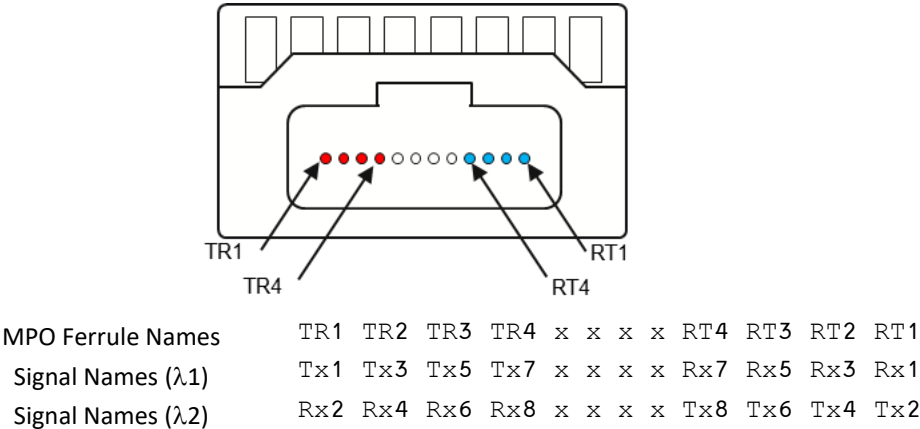 TR1
RT1
TR4
RT4
MPO Ferrule Names TR1 TR2 TR3 TR4 x x x x RT4 RT3 RT2 RT1
Signal Names (λ1) Tx1 Tx3 Tx5 Tx7 x x x x Rx7 Rx5 Rx3 Rx1
Signal Names (λ2) Rx2 Rx4 Rx6 Rx8 x x x x Tx8 Tx6 Tx4 Tx2